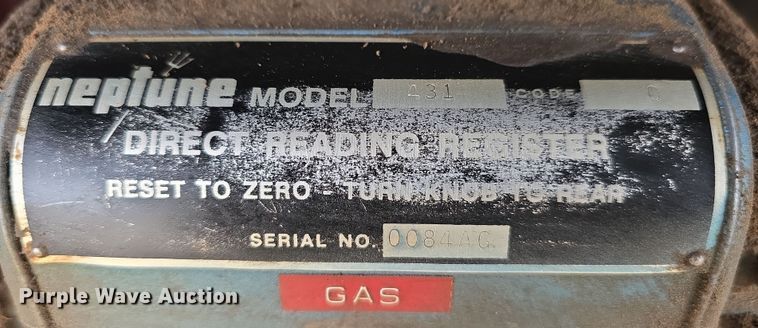 neptune MODEL 431 CODE C
DIRECT READING REGISTER
RESET TO ZERO - TURN KNOB TO REAR
SERIAL NO. 0084AG
GAS
Purple Wave Auction